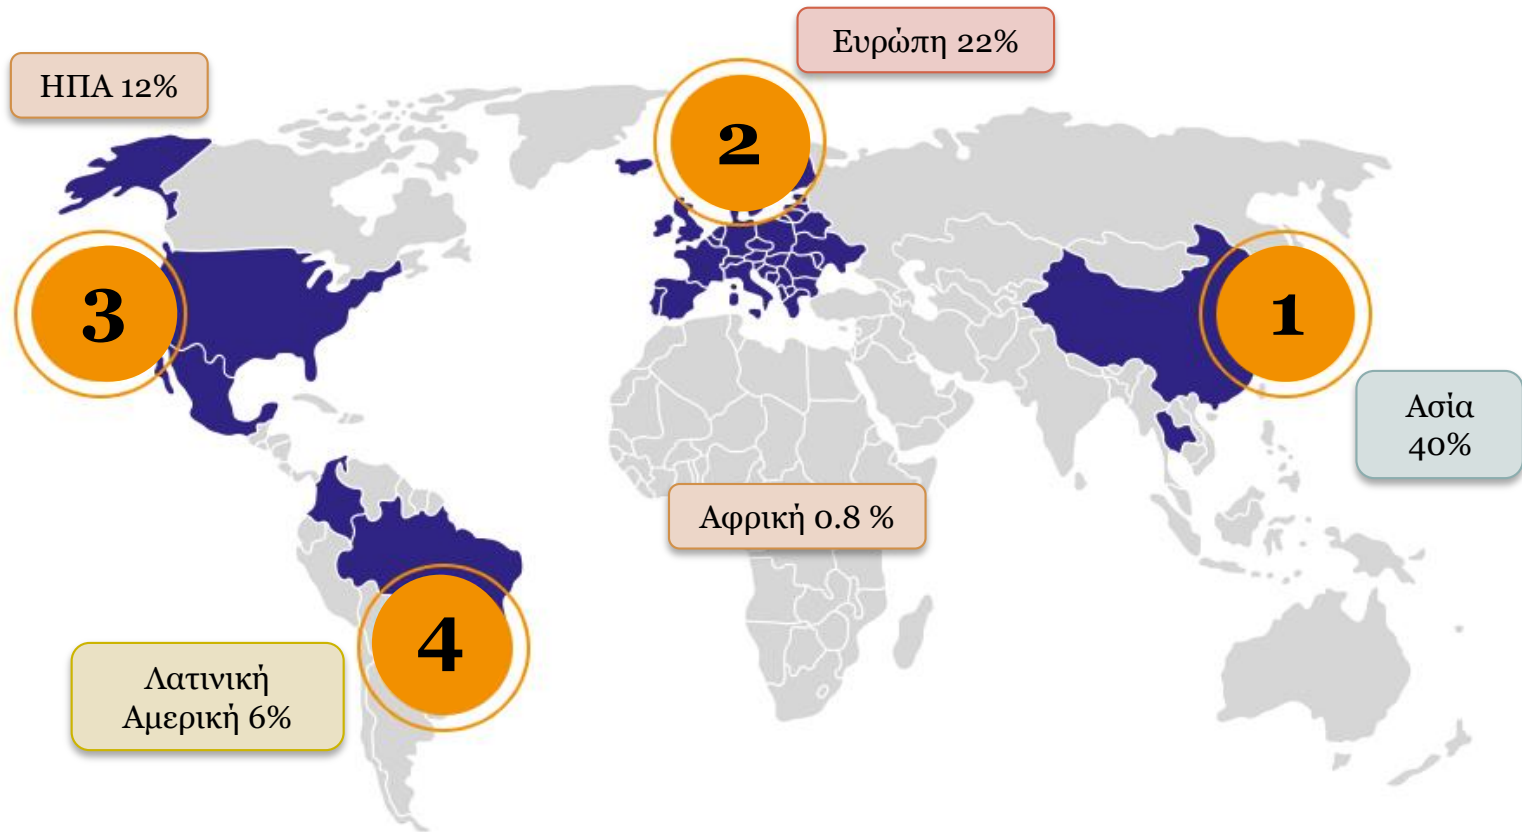 Ευρώπη 22%
ΗΠΑ 12%
2
3
1
Ασία
40%
Αφρική 0.8 %
4
Λατινική
Αμερική 6%